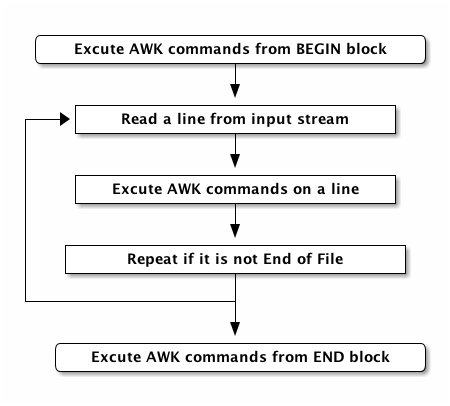 Excute AWK commands from BEGIN block
Read a line from input stream
Excute AWK commands on a line
Repeat if it is not End of File
Excute AWK commands from END block